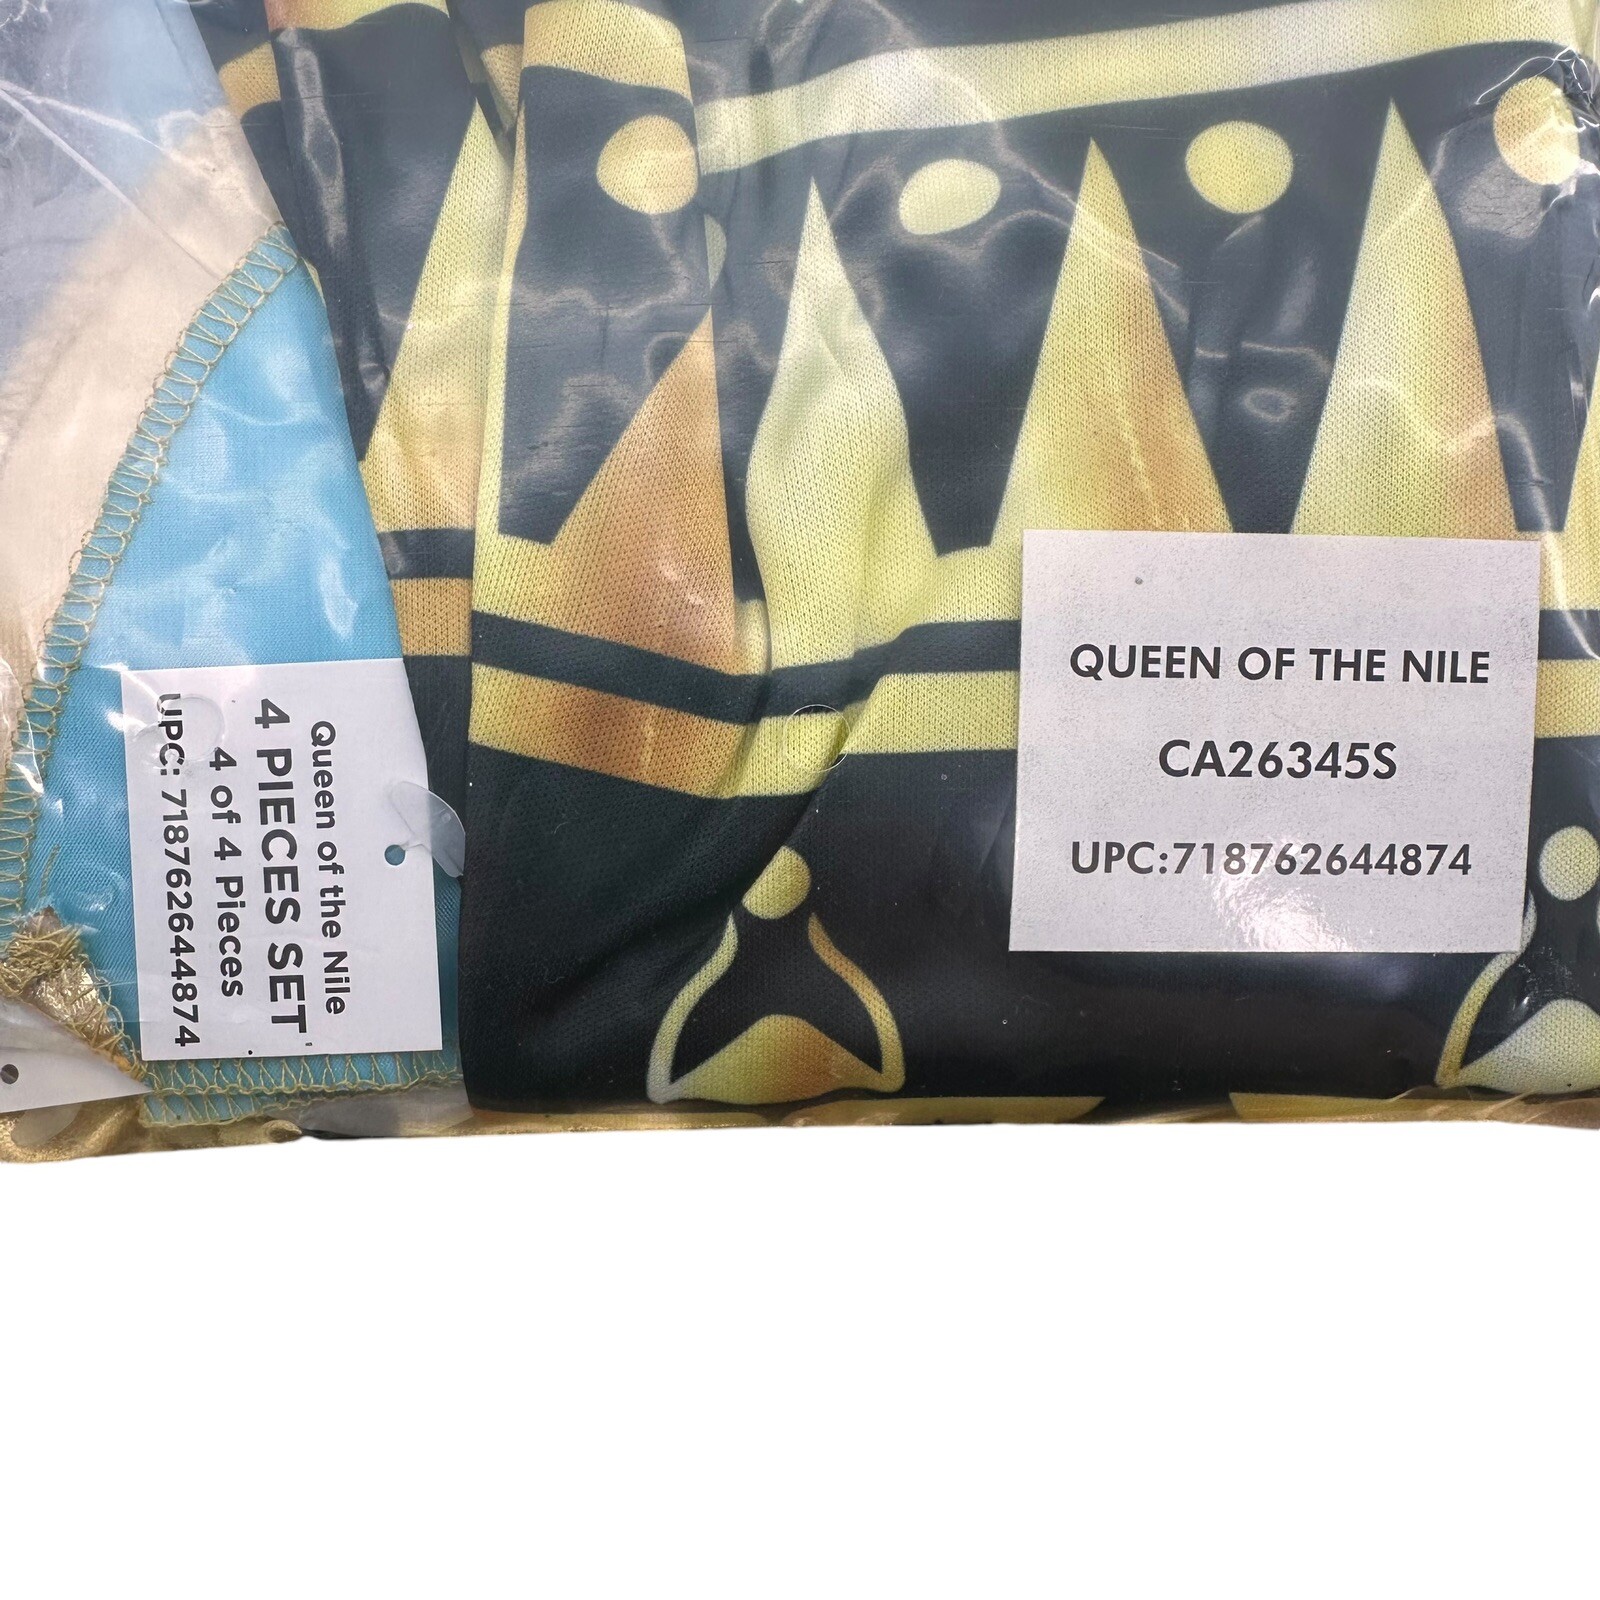 Queen of the Nile
4 PIECES SET
4 of 4 Pieces
UPC: 718762644874
QUEEN OF THE NILE
CA26345S
UPC:718762644874